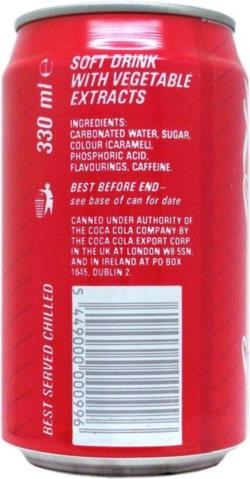 SOFT DRINK
WITH VEGETABLE
EXTRACTS
INGREDIENTS:
CARBONATED WATER, SUGAR,
COLOUR (CARAMEL),
PHOSPHORIC ACID,
FLAVOURINGS, CAFFEINE.
BEST BEFORE END –
see base of can for date
CANNED UNDER AUTHORITY OF
THE COCA COLA COMPANY BY
THE COCA COLA EXPORT CORP.
IN THE UK AT LONDON W8 5SN,
AND IN IRELAND AT PO BOX
1645, DUBLIN 2.
330 ml ℮
BEST SERVED CHILLED
5 449000 000996